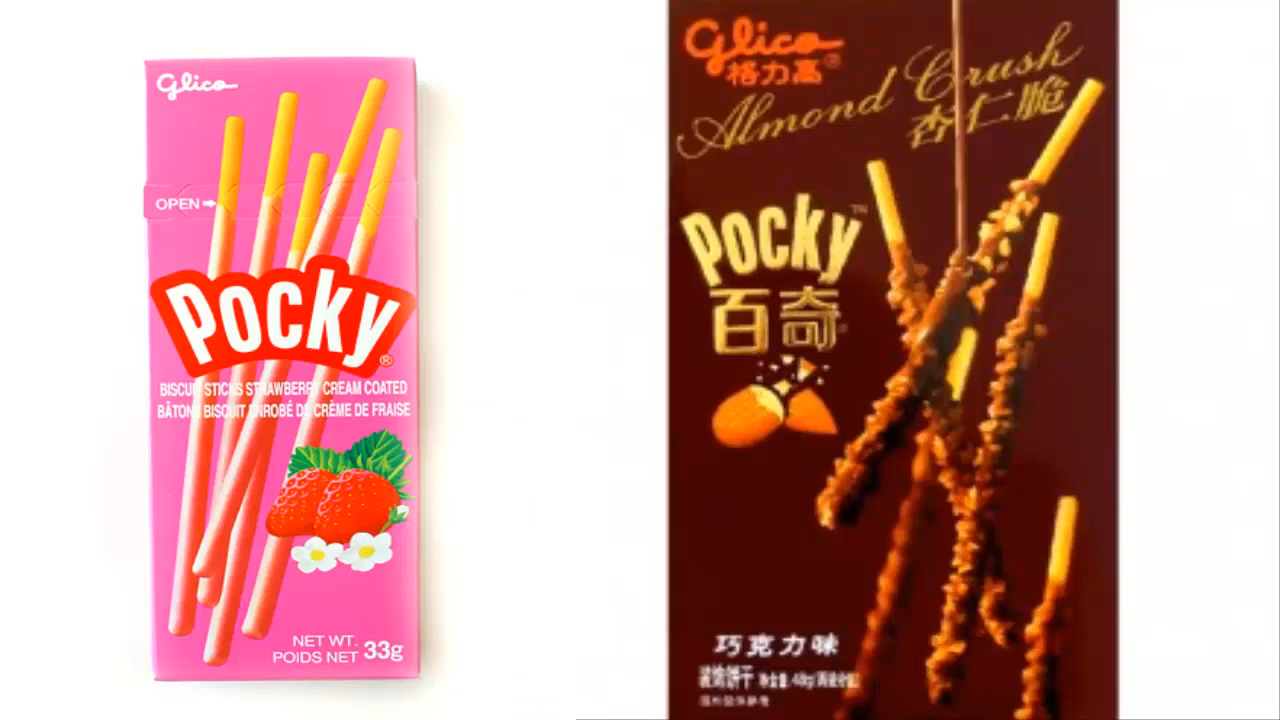 Glico
OPEN
Pocky®
BISCUIT STICKS STRAWBERRY CREAM COATED
BÂTONS BISCUIT ENROBÉ DE CRÈME DE FRAISE
NET WT.
POIDS NET 33g
Glico
格力高®
Almond Crush
杏仁脆
Pocky™
百奇
巧克力味